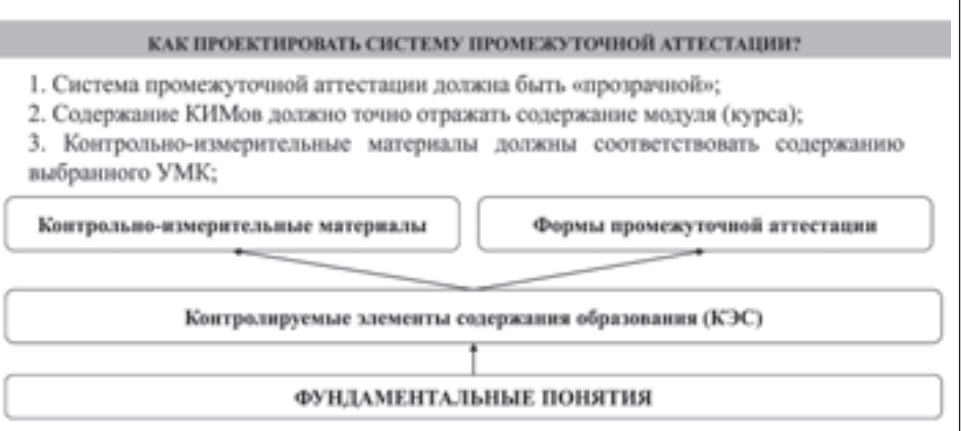 КАК ПРОЕКТИРОВАТЬ СИСТЕМУ ПРОМЕЖУТОЧНОЙ АТТЕСТАЦИИ?
1. Система промежуточной аттестации должна быть «прозрачной»;
2. Содержание КИМов должно точно отражать содержание модуля (курса);
3. Контрольно-измерительные материалы должны соответствовать содержанию
выбранного УМК;
Контрольно-измерительные материалы
Формы промежуточной аттестации
Контролируемые элементы содержания образования (КЭС)
ФУНДАМЕНТАЛЬНЫЕ ПОНЯТИЯ